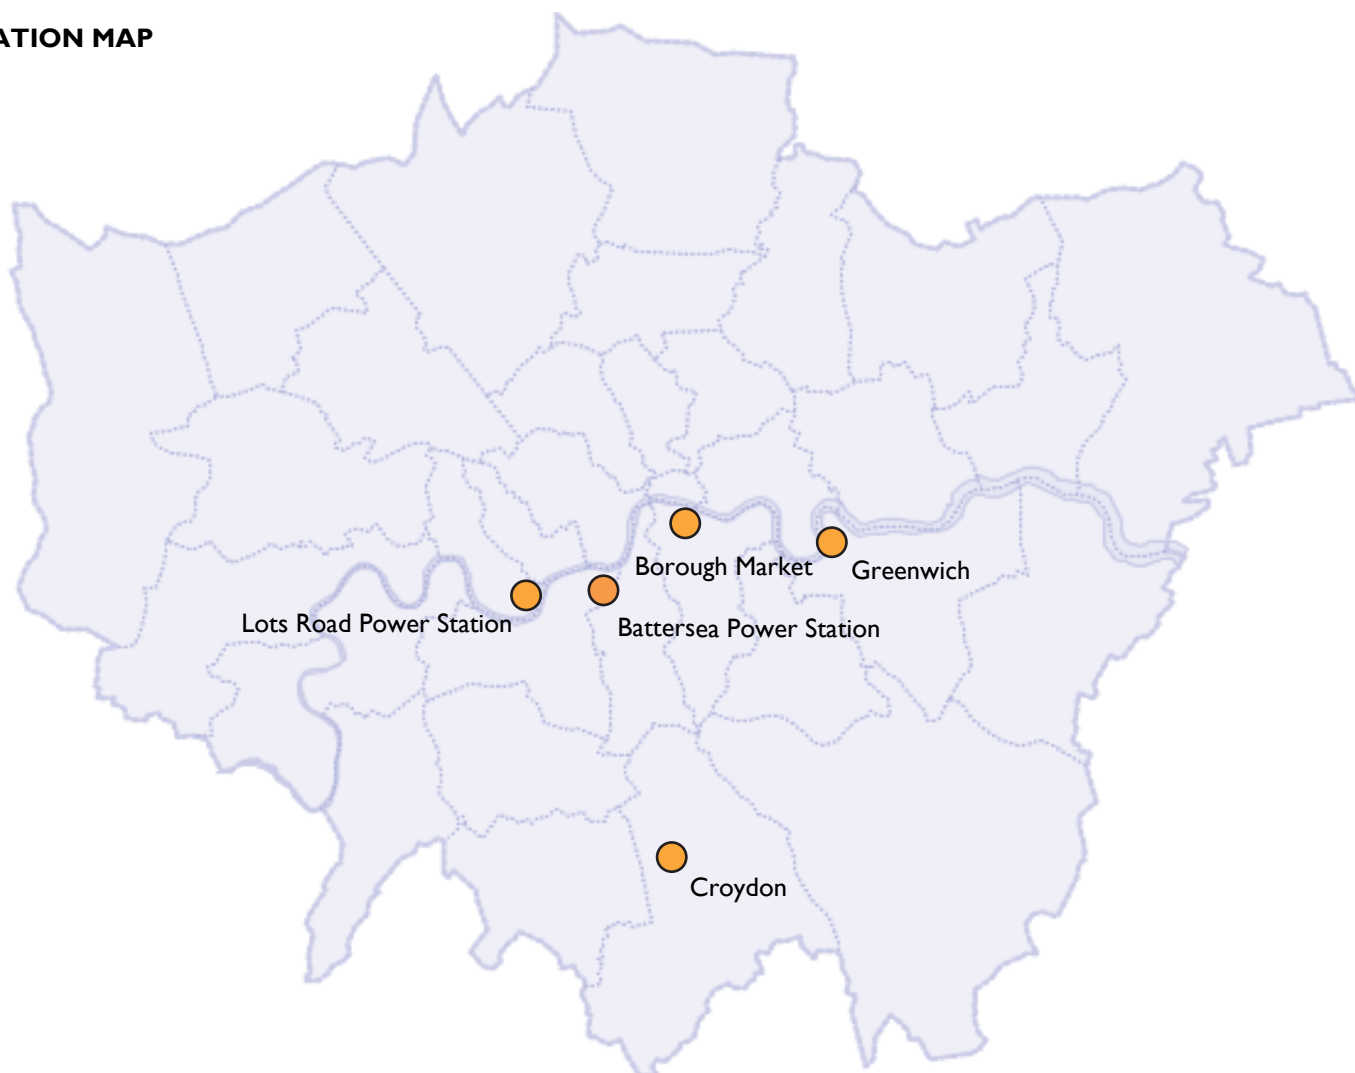 ATION MAP
Borough Market
Greenwich
Lots Road Power Station
Battersea Power Station
Croydon